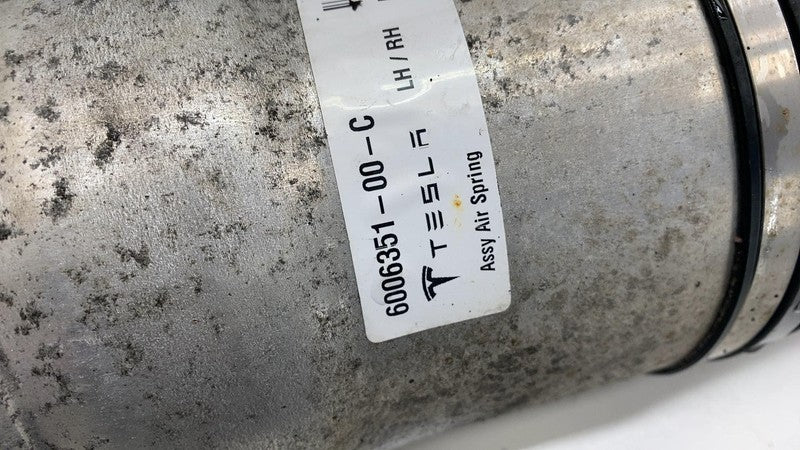 6006351-00-C
TESLA LH / RH
Assy Air Spring